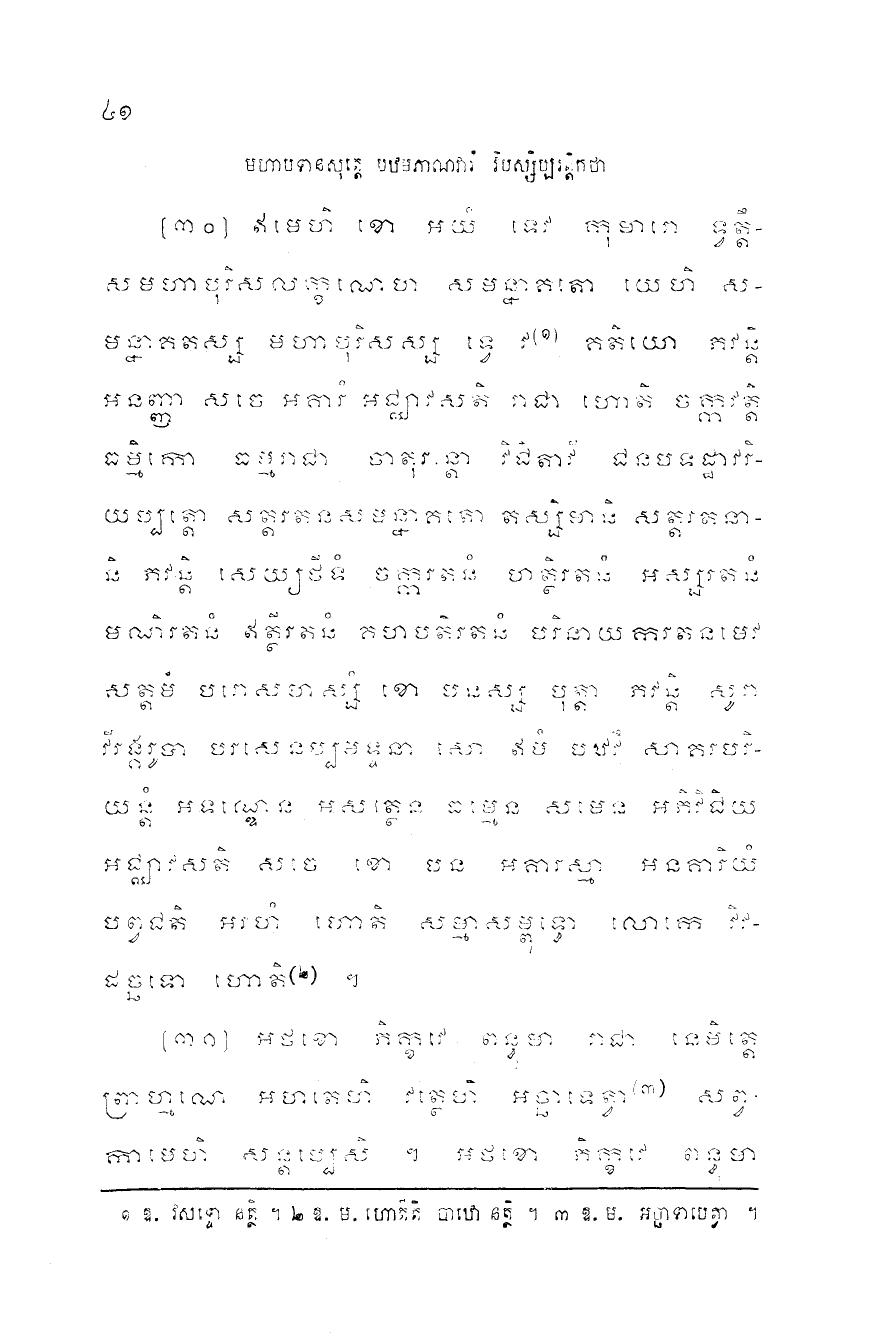 ៤១
មហាបទានសុត្តេ បឋមភាណវារំ វិបស្សិប្បវត្តិកថា
[៣០] ឥមេហិ ខោ អយំ ទេវ កុមារោ ទ្វត្តឹ-
សមហាបុរិសលក្ខណេហិ សមន្នាគតោ យេហិ ស-
មន្នាគតស្ស មហាបុរិសស្ស ទ្វេ វ(១) គតិយោ ភវន្តិ
អនញ្ញា សចេ អគារំ អជ្ឈាវសតិ រាជា ហោតិ ចក្កវត្តិ
ធម្មិកោ ធម្មរាជា ចាតុរន្តោ វិជិតាវី ជនបទដ្ឋាវរិ-
យប្បត្តោ សត្តរតនសមន្នាគតោ តស្សិមានិ សត្តរតនា-
និ ភវន្តិ សេយ្យថីទំ ចក្ករតនំ ហត្ថិរតនំ អស្សរតនំ
មណិរតនំ ឥត្ថីរតនំ គហបតិរតនំ បរិនាយករតនមេវ
សត្តមំ បរោសហស្សំ ខោ បនស្ស បុត្តា ភវន្តិ សូរា
វីរង្គរូបា បរសេនប្បមទ្ទនា សោ ឥមំ បឋវឹ សាគរបរិ-
យន្តំ អទណ្ឌេន អសត្ថេន ធម្មេន សមេន អភិវិជិយ
អជ្ឈាវសតិ សចេ ខោ បន អគារស្មា អនគារិយំ
បព្វជតិ អរហំ ហោតិ សម្មាសម្ពុទ្ធោ លោកេ វិវ-
ដច្ឆទោ ហោតិ(២) ។
[៣១] អថខោ ភិក្ខវេ ពន្ធុមា រាជា នេមិត្តេ
ព្រាហ្មណេ អហតេហិ វត្ថេហិ អច្ឆាទេត្វា(៣) សព្វ-
កាមេហិ សន្តប្បេសិ ។ អថខោ ភិក្ខវេ ពន្ធុមា
១ ឧ. វសទ្ទោ នត្ថិ ។ ២ ឧ. ម. ហោតីតិ បាឋោ នត្ថិ ។ ៣ ឧ. ម. អច្ឆាទាបេត្វា ។